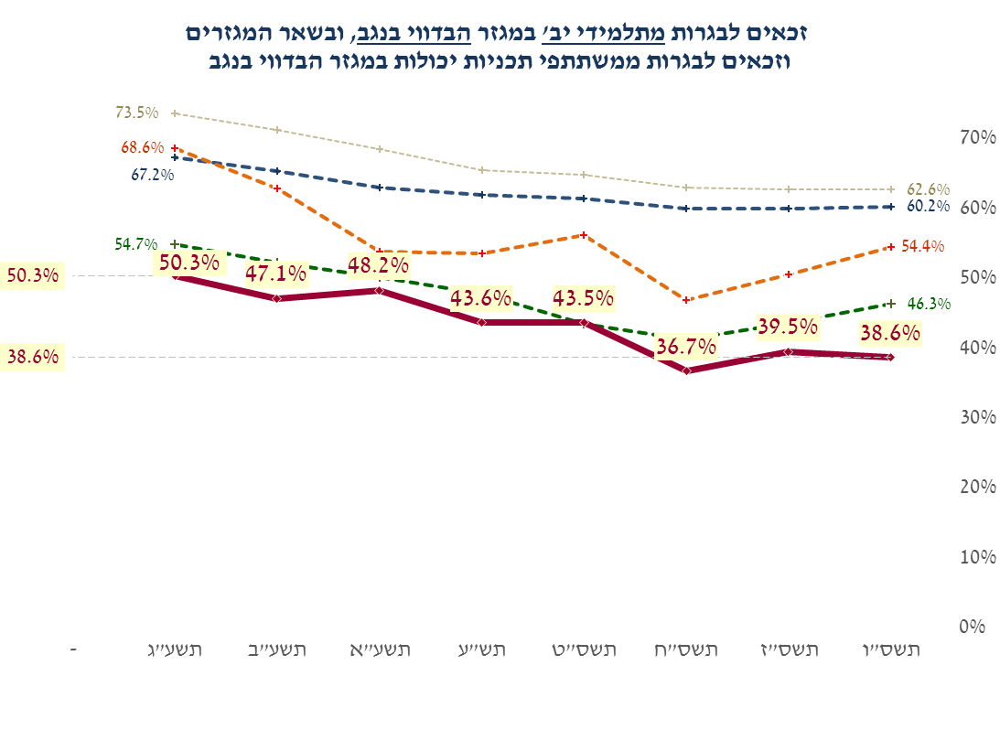 זכאים לבגרות מתלמידי יב' במגזר הבדווי בנגב, ובשאר המגזרים
וזכאים לבגרות ממשתתפי תכניות יכולות במגזר הבדווי בנגב
73.5%
70%
68.6%
67.2%
62.6%
60.2%
60%
54.7%
54.4%
50.3%
50.3%
47.1%
48.2%
50%
43.6%
43.5%
46.3%
36.7%
39.5%
38.6%
40%
38.6%
30%
20%
10%
0%
תשס"ו
תשס"ז
תשס"ח
תשס"ט
תש"ע
תשע"א
תשע"ב
תשע"ג
-